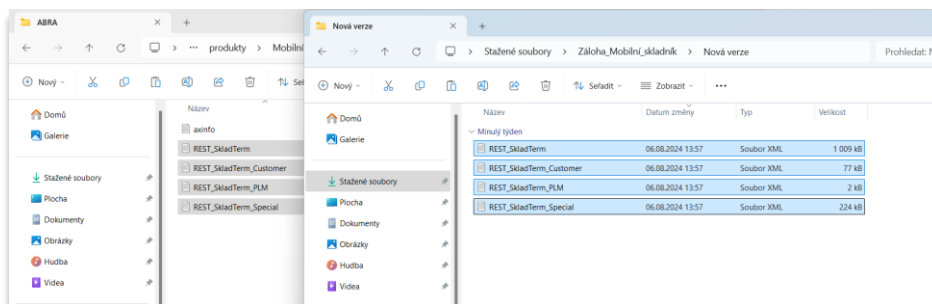 ABRA
produkty > Mobilní
Nový
Seř
Domů
Galerie
Stažené soubory
Plocha
Dokumenty
Obrázky
Hudba
Videa
Název
axinfo
REST_SkladTerm
REST_SkladTerm_Customer
REST_SkladTerm_PLM
REST_SkladTerm_Special
Nová verze
Stažené soubory > Záloha_Mobilní_skladník > Nová verze
Prohledat: N
Nový
Seřadit
Zobrazit
Domů
Galerie
Stažené soubory
Plocha
Dokumenty
Obrázky
Hudba
Videa
Název Datum změny Typ Velikost
Minulý týden
REST_SkladTerm 06.08.2024 13:57 Soubor XML 1 009 kB
REST_SkladTerm_Customer 06.08.2024 13:57 Soubor XML 77 kB
REST_SkladTerm_PLM 06.08.2024 13:57 Soubor XML 2 kB
REST_SkladTerm_Special 06.08.2024 13:57 Soubor XML 224 kB